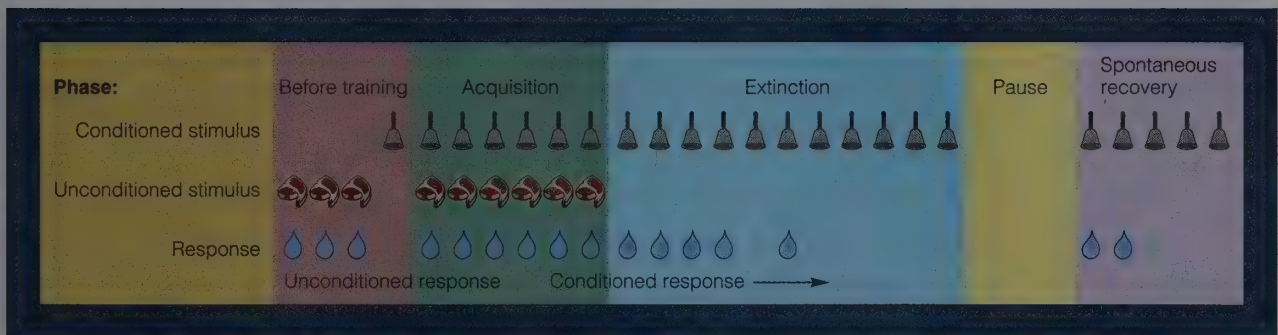 Phase:
Before training
Acquisition
Extinction
Pause
Spontaneous
recovery
Conditioned stimulus
Unconditioned stimulus
Response
Unconditioned response
Conditioned response